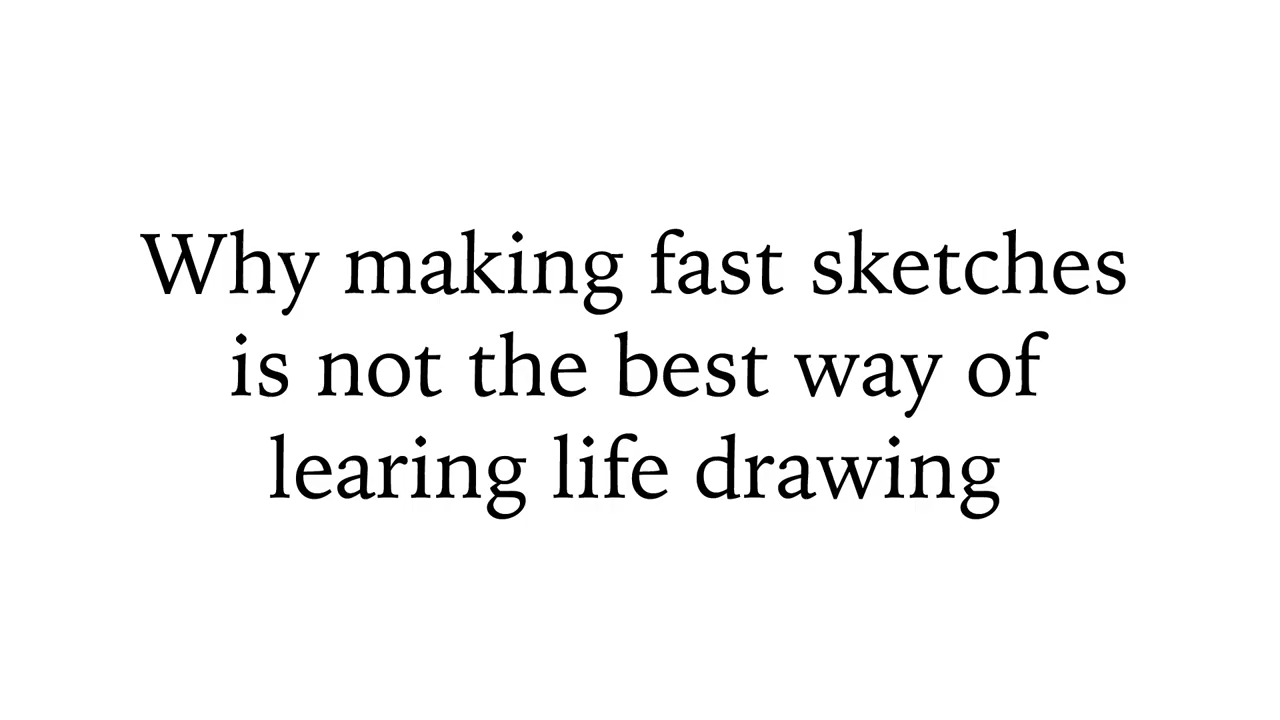 Why making fast sketches
is not the best way of
learing life drawing